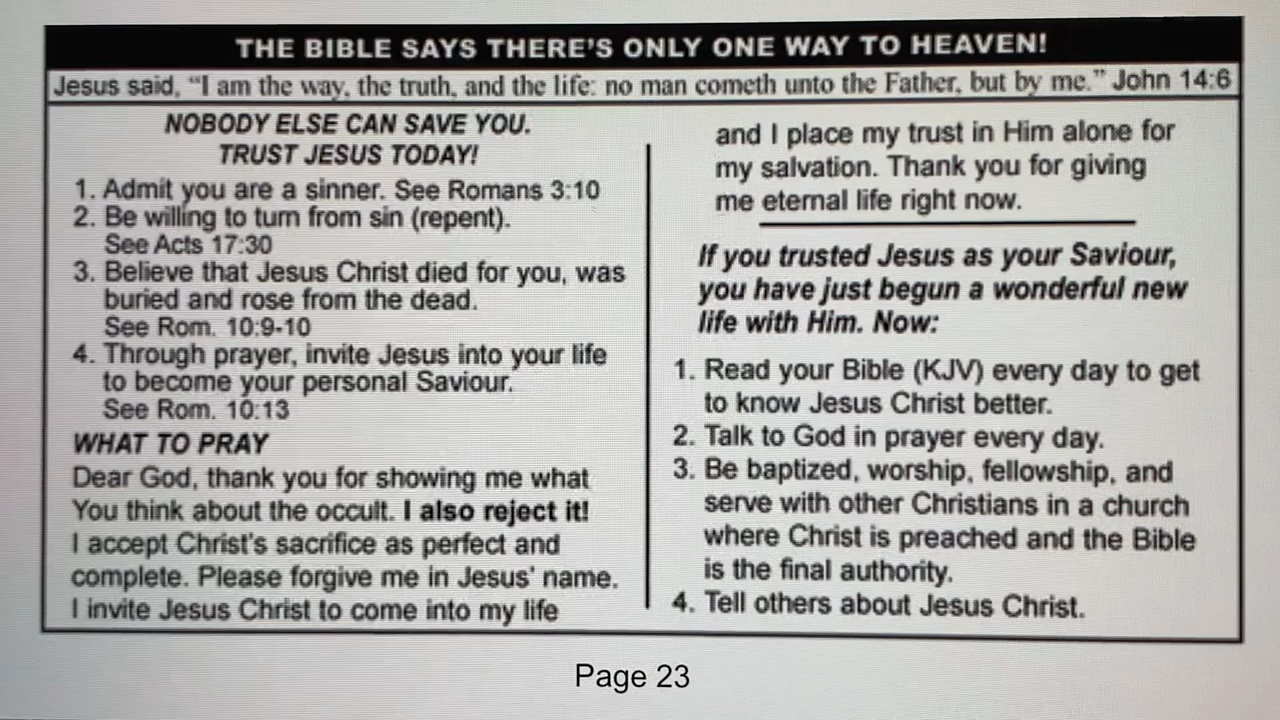 THE BIBLE SAYS THERE'S ONLY ONE WAY TO HEAVEN!
Jesus said, “I am the way, the truth, and the life: no man cometh unto the Father, but by me.” John 14:6
NOBODY ELSE CAN SAVE YOU.
TRUST JESUS TODAY!
1. Admit you are a sinner. See Romans 3:10
2. Be willing to turn from sin (repent).
See Acts 17:30
3. Believe that Jesus Christ died for you, was
buried and rose from the dead.
See Rom. 10:9-10
4. Through prayer, invite Jesus into your life
to become your personal Saviour.
See Rom. 10:13
WHAT TO PRAY
Dear God, thank you for showing me what
You think about the occult. I also reject it!
I accept Christ's sacrifice as perfect and
complete. Please forgive me in Jesus' name.
I invite Jesus Christ to come into my life
and I place my trust in Him alone for
my salvation. Thank you for giving
me eternal life right now.
If you trusted Jesus as your Saviour,
you have just begun a wonderful new
life with Him. Now:
1. Read your Bible (KJV) every day to get
to know Jesus Christ better.
2. Talk to God in prayer every day.
3. Be baptized, worship, fellowship, and
serve with other Christians in a church
where Christ is preached and the Bible
is the final authority.
4. Tell others about Jesus Christ.
Page 23